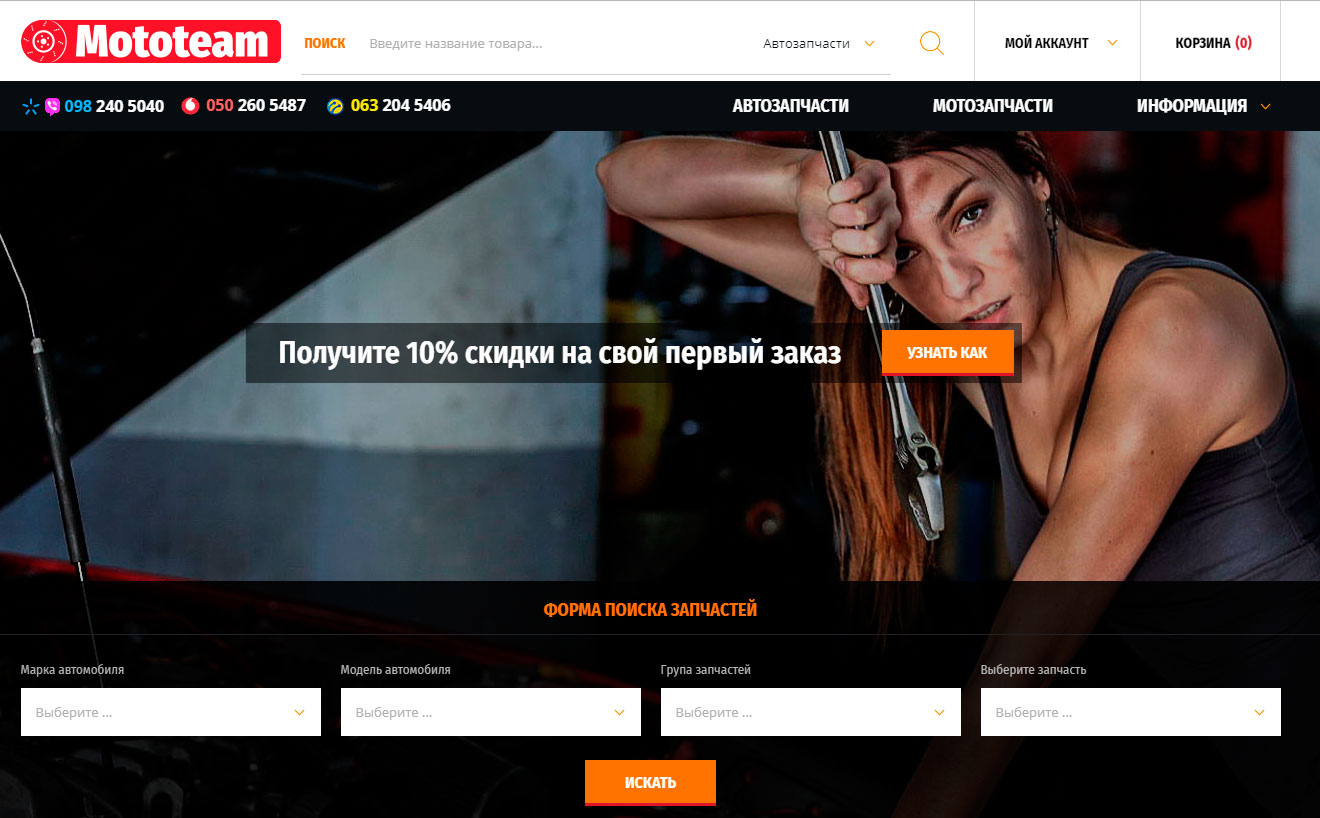 Mototeam
ПОИСК Введите название товара... Автозапчасти МОЙ АККАУНТ КОРЗИНА (0)
098 240 5040 050 260 5487 063 204 5406 АВТОЗАПЧАСТИ МОТОЗАПЧАСТИ ИНФОРМАЦИЯ
Получите 10% скидки на свой первый заказ УЗНАТЬ КАК
ФОРМА ПОИСКА ЗАПЧАСТЕЙ
Марка автомобиля Модель автомобиля Група запчастей Выберите запчасть
Выберите ... Выберите ... Выберите ... Выберите ...
ИСКАТЬ